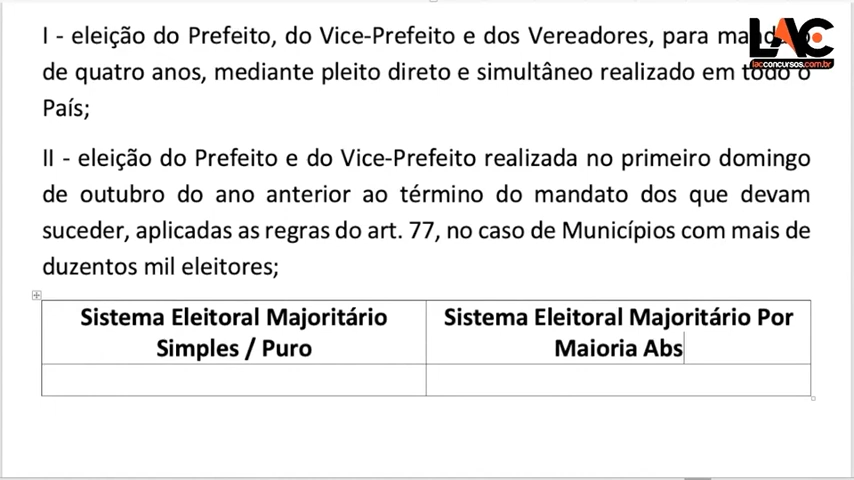 I - eleição do Prefeito, do Vice-Prefeito e dos Vereadores, para mandato
de quatro anos, mediante pleito direto e simultâneo realizado em todo o
País;
LAC
lacconcursos.com.br
II - eleição do Prefeito e do Vice-Prefeito realizada no primeiro domingo
de outubro do ano anterior ao término do mandato dos que devam
suceder, aplicadas as regras do art. 77, no caso de Municípios com mais de
duzentos mil eleitores;
Sistema Eleitoral Majoritário
Simples / Puro
Sistema Eleitoral Majoritário Por
Maioria Abs